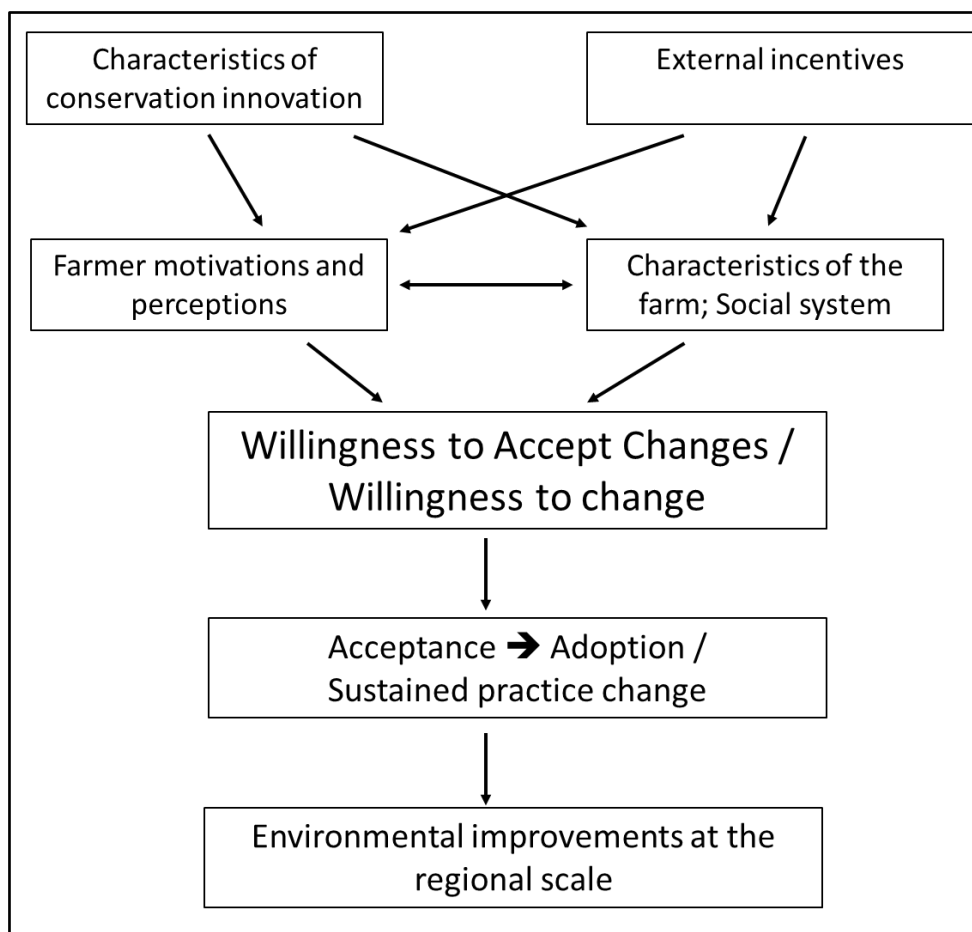 Characteristics of
conservation innovation
External incentives
Farmer motivations and
perceptions
Characteristics of the
farm; Social system
Willingness to Accept Changes /
Willingness to change
Acceptance ➔ Adoption /
Sustained practice change
Environmental improvements at the
regional scale